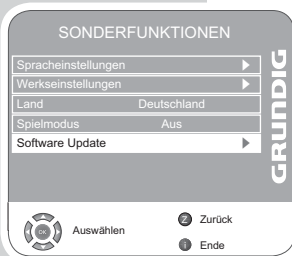 SONDERFUNKTIONEN
Spracheinstellungen
Werkseinstellungen
Land Deutschland
Spielmodus Aus
Software Update
GRUNDIG
OK Auswählen
Z Zurück
i Ende